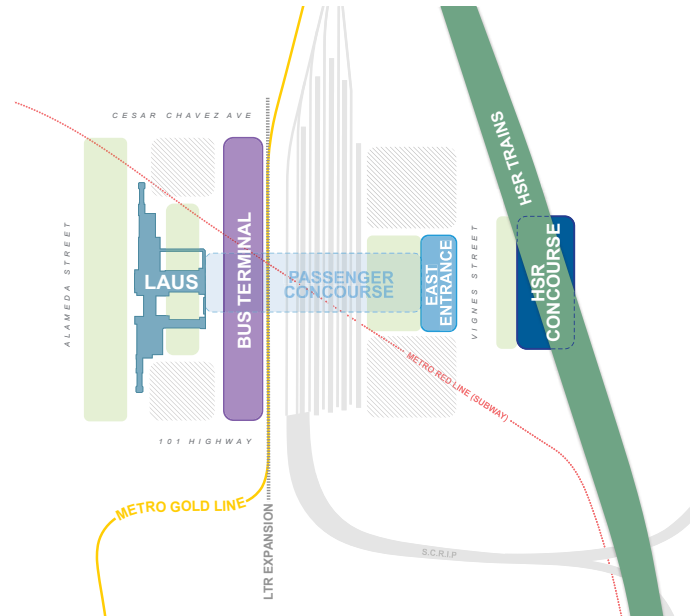 CESAR CHAVEZ AVE
HSR TRAINS
ALAMEDA STREET
LAUS
BUS TERMINAL
PASSENGER
CONCOURSE
EAST
ENTRANCE
VIGNES STREET
HSR
CONCOURSE
METRO RED LINE (SUBWAY)
101 HIGHWAY
METRO GOLD LINE
LTR EXPANSION
S.C.R.I.P